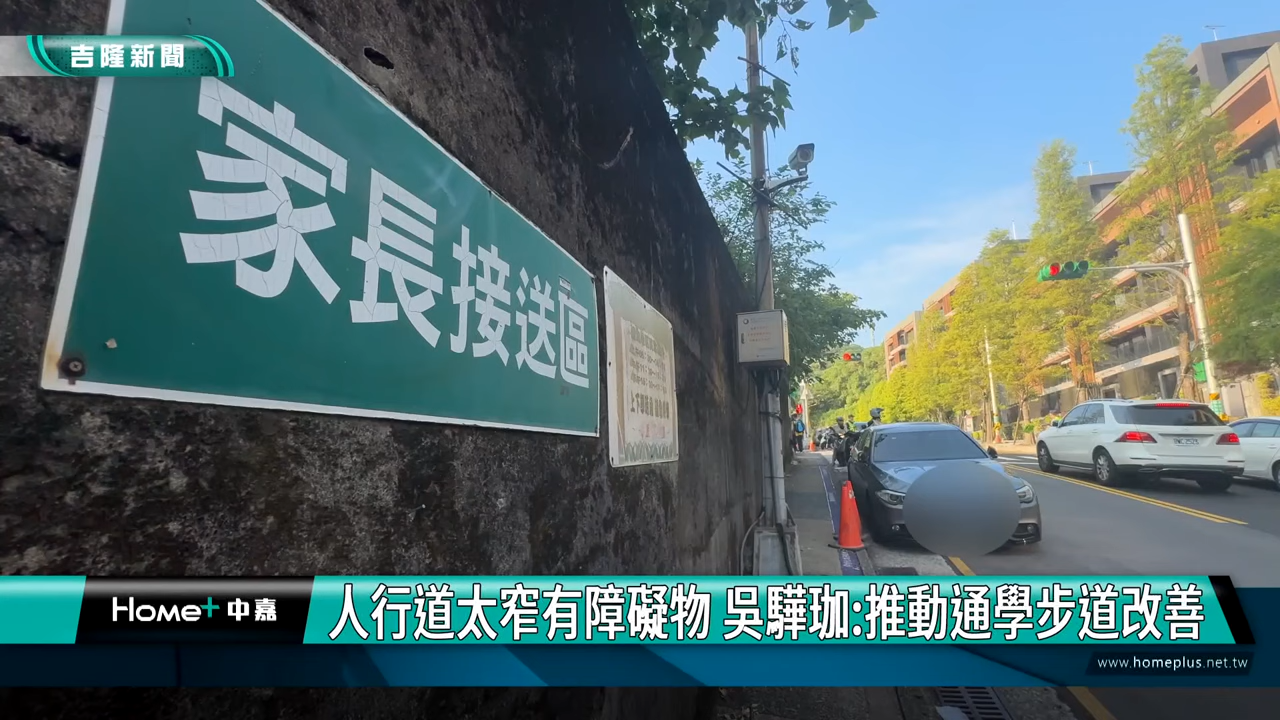 吉隆新聞
家長接送區
Home+ 中嘉
人行道太窄有障礙物 吳驊珈:推動通學步道改善
www.homeplus.net.tw